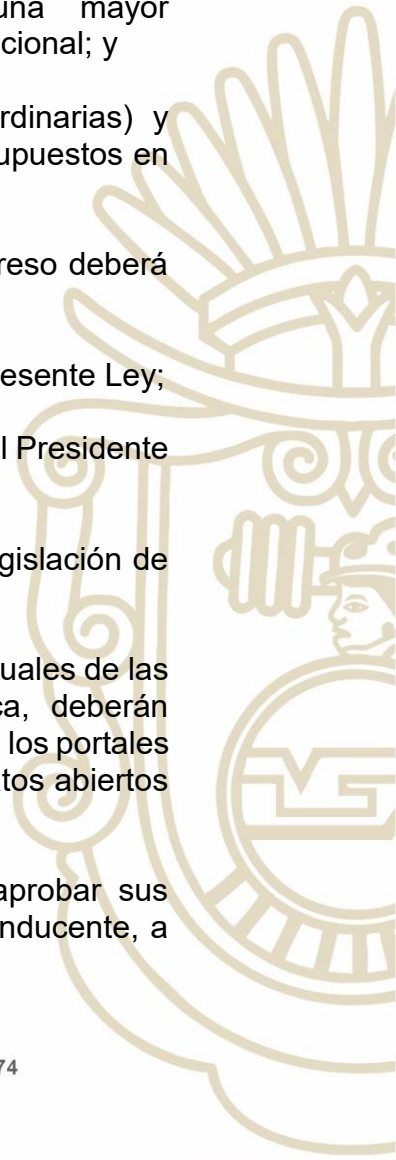 una mayor
cional; y
rdinarias) y
upuestos en
reso deberá
resente Ley;
l Presidente
gislación de
uales de las
ca, deberán
los portales
tos abiertos
aprobar sus
nducente, a
74